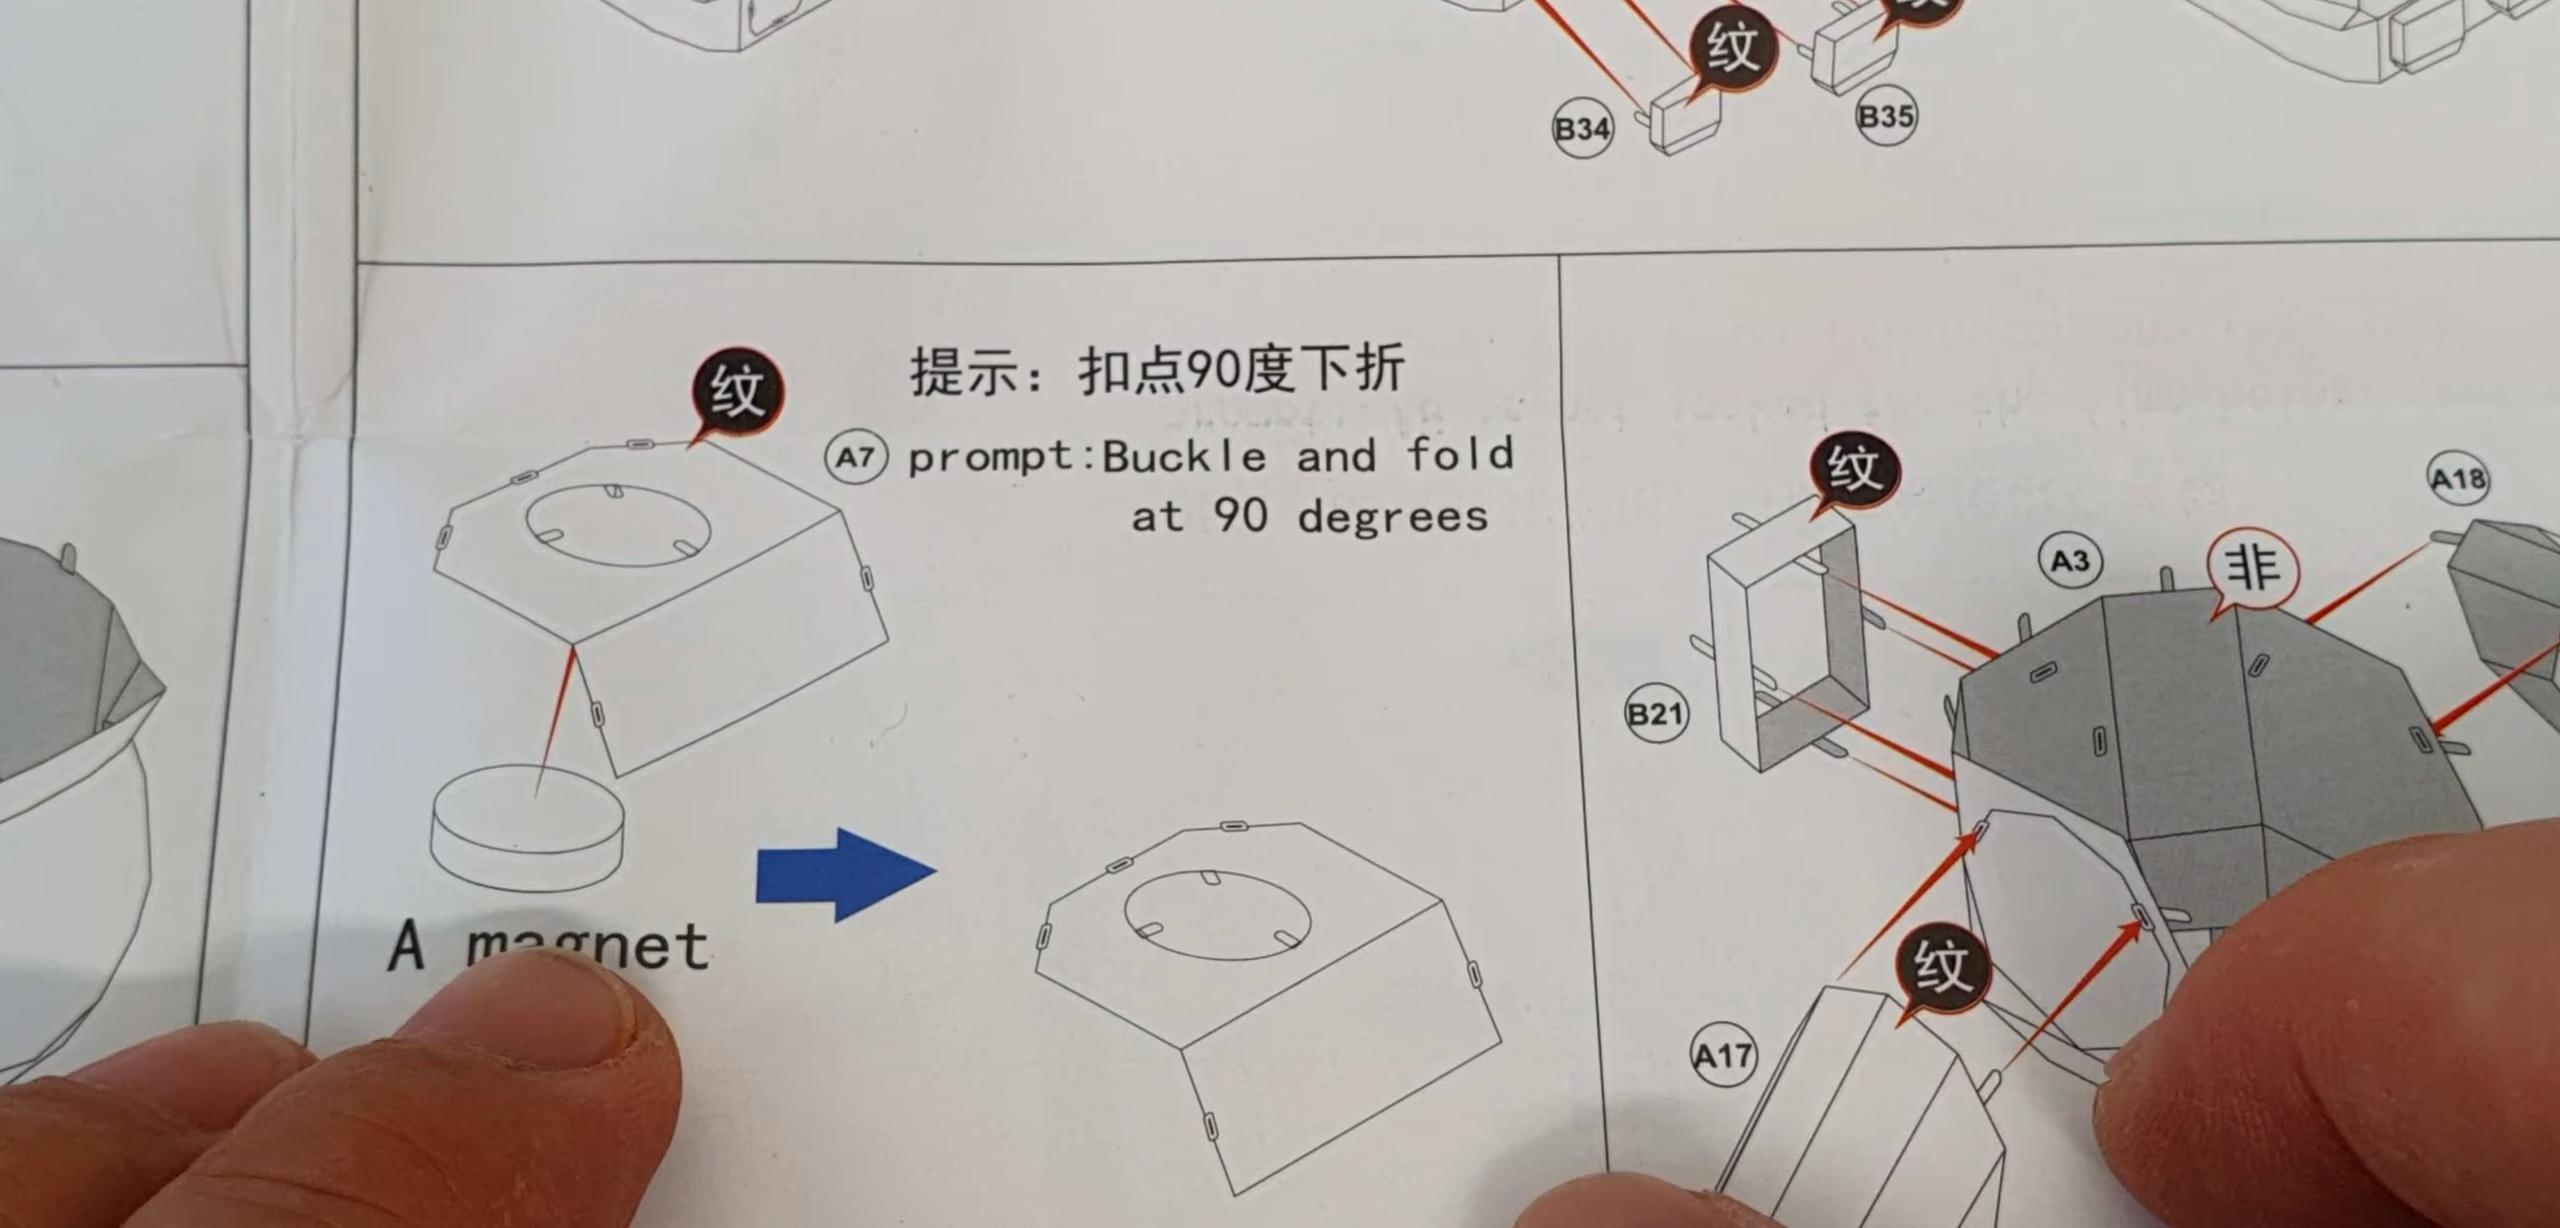 纹
纹
B34
B35
纹
提示：扣点90度下折
A7
prompt:Buckle and fold
at 90 degrees
A magnet
纹
A18
A3
非
B21
纹
A17